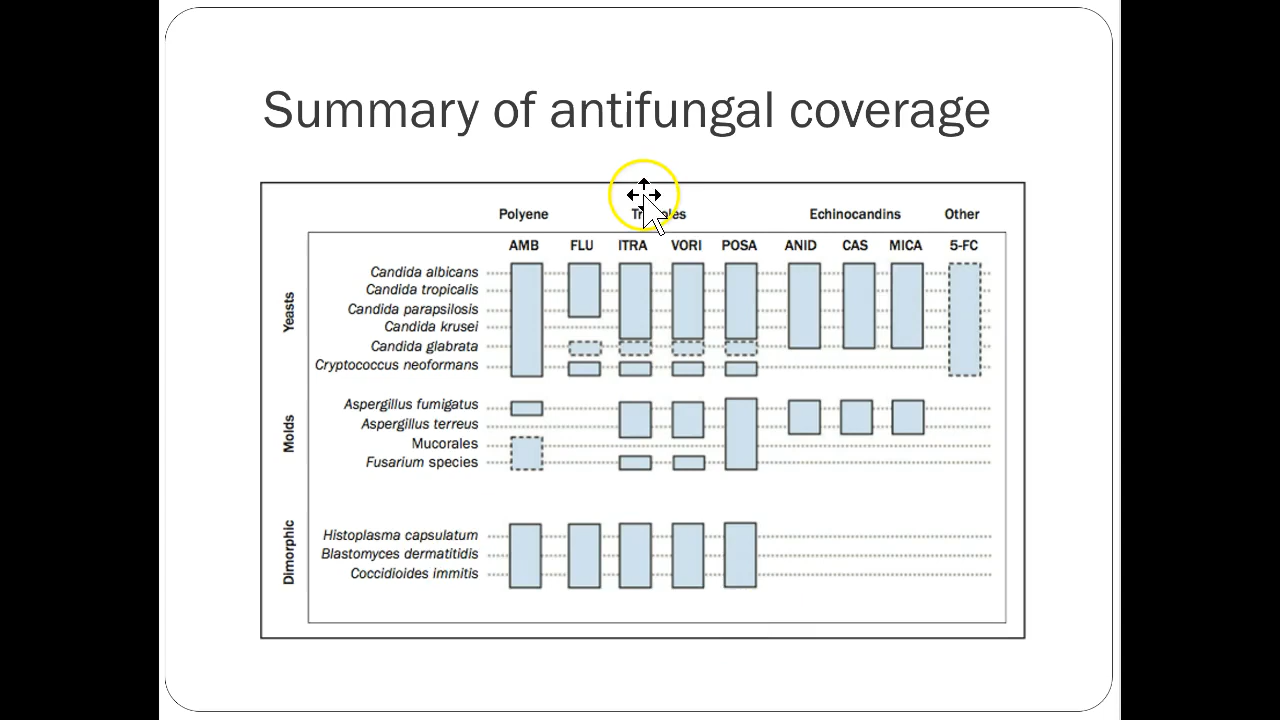 Summary of antifungal coverage
Polyene Echinocandins Other
AMB FLU ITRA VORI POSA ANID CAS MICA 5-FC
Yeasts
Candida albicans
Candida tropicalis
Candida parapsilosis
Candida krusei
Candida glabrata
Cryptococcus neoformans
Molds
Aspergillus fumigatus
Aspergillus terreus
Mucorales
Fusarium species
Dimorphic
Histoplasma capsulatum
Blastomyces dermatitidis
Coccidioides immitis